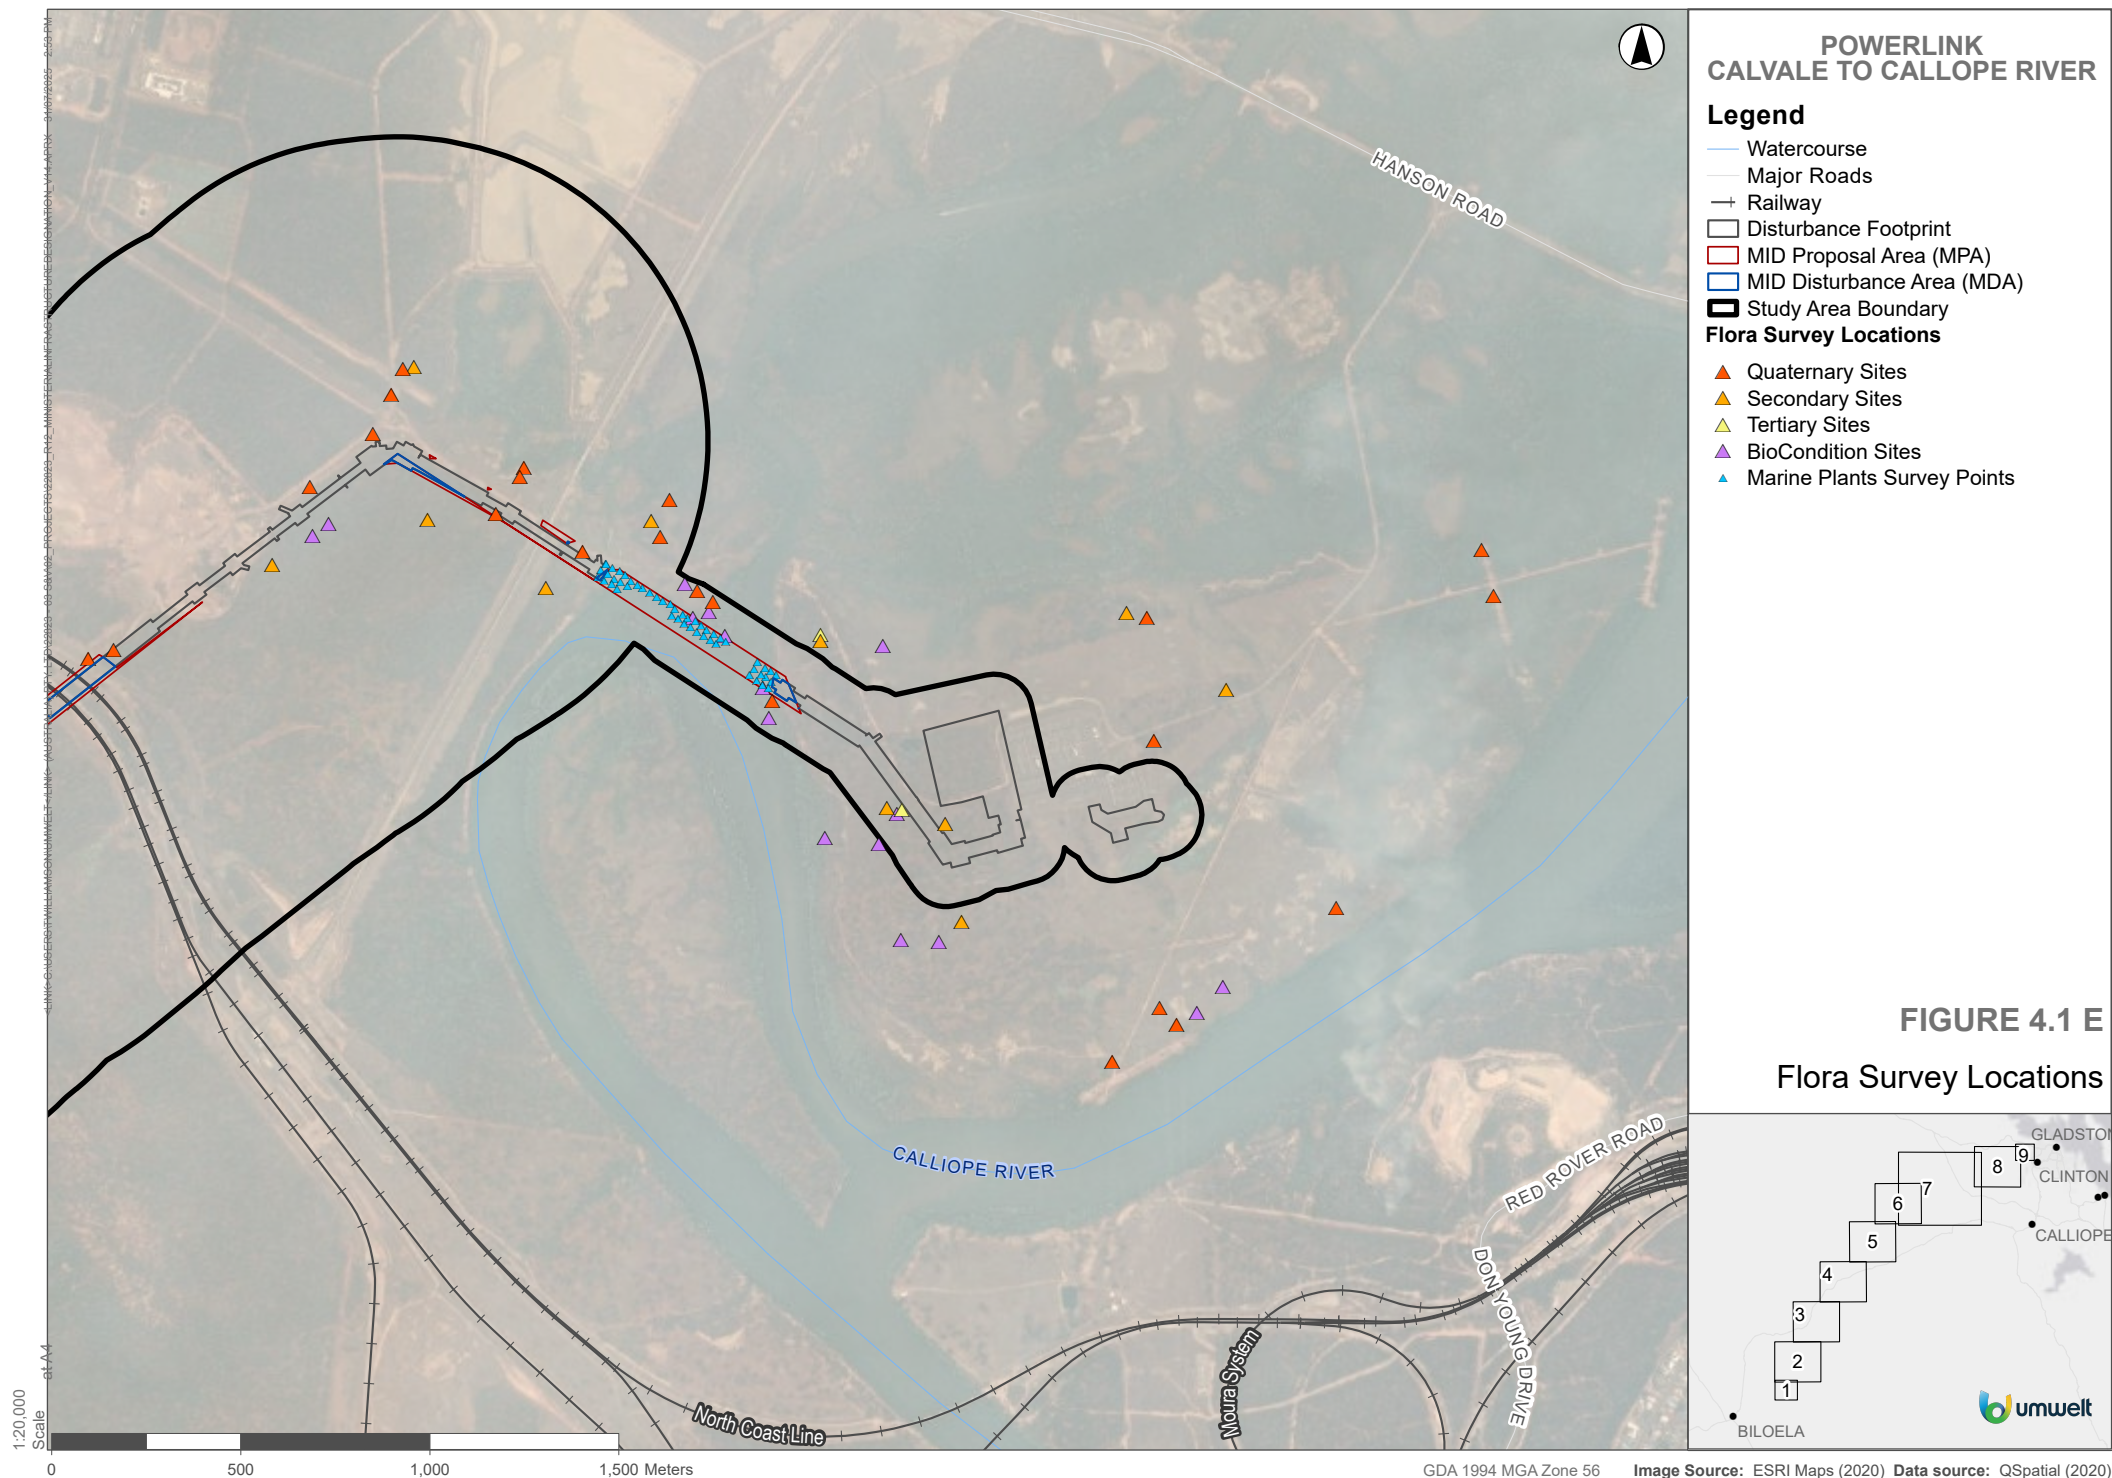 POWERLINK
CALVALE TO CALLOPE RIVER
Legend
Watercourse
Major Roads
Railway
Disturbance Footprint
MID Proposal Area (MPA)
MID Disturbance Area (MDA)
Study Area Boundary
Flora Survey Locations
Quaternary Sites
Secondary Sites
Tertiary Sites
BioCondition Sites
Marine Plants Survey Points
HANSON ROAD
CALLIOPE RIVER
RED ROVER ROAD
DON YOUNG DRIVE
Moura System
North Coast Line
FIGURE 4.1 E
Flora Survey Locations
GLADSTON
9
8
CLINTON
7
6
CALLIOPE
5
4
3
2
1
BILOELA
umwelt
1:20,000
Scale
at A4
0 500 1,000 1,500 Meters
GDA 1994 MGA Zone 56 Image Source: ESRI Maps (2020) Data source: QSpatial (2020)